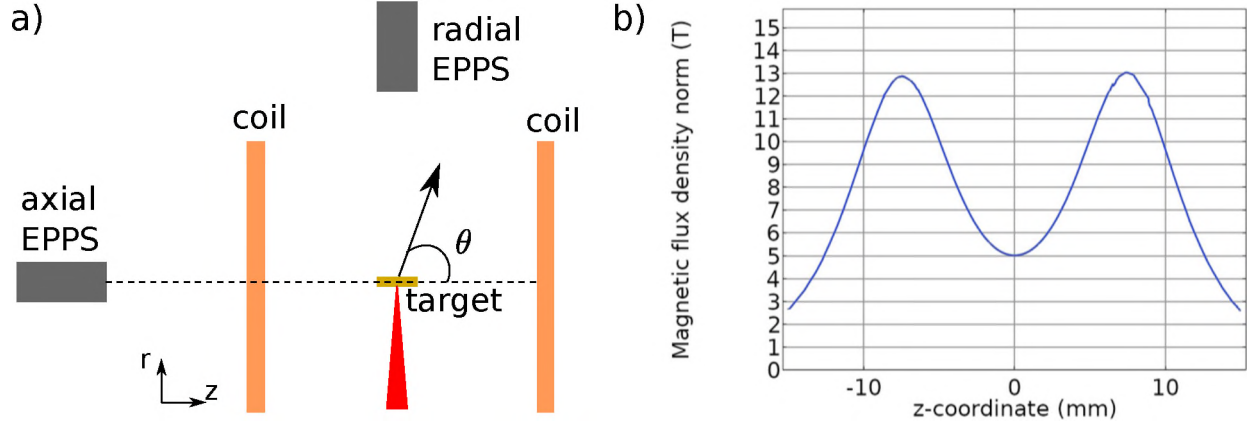 a)
radial
EPPS
coil
coil
axial
EPPS
θ
target
r
z
b)
Magnetic flux density norm (T)
15
14
13
12
11
10
9
8
7
6
5
4
3
2
1
0
-10
0
10
z-coordinate (mm)